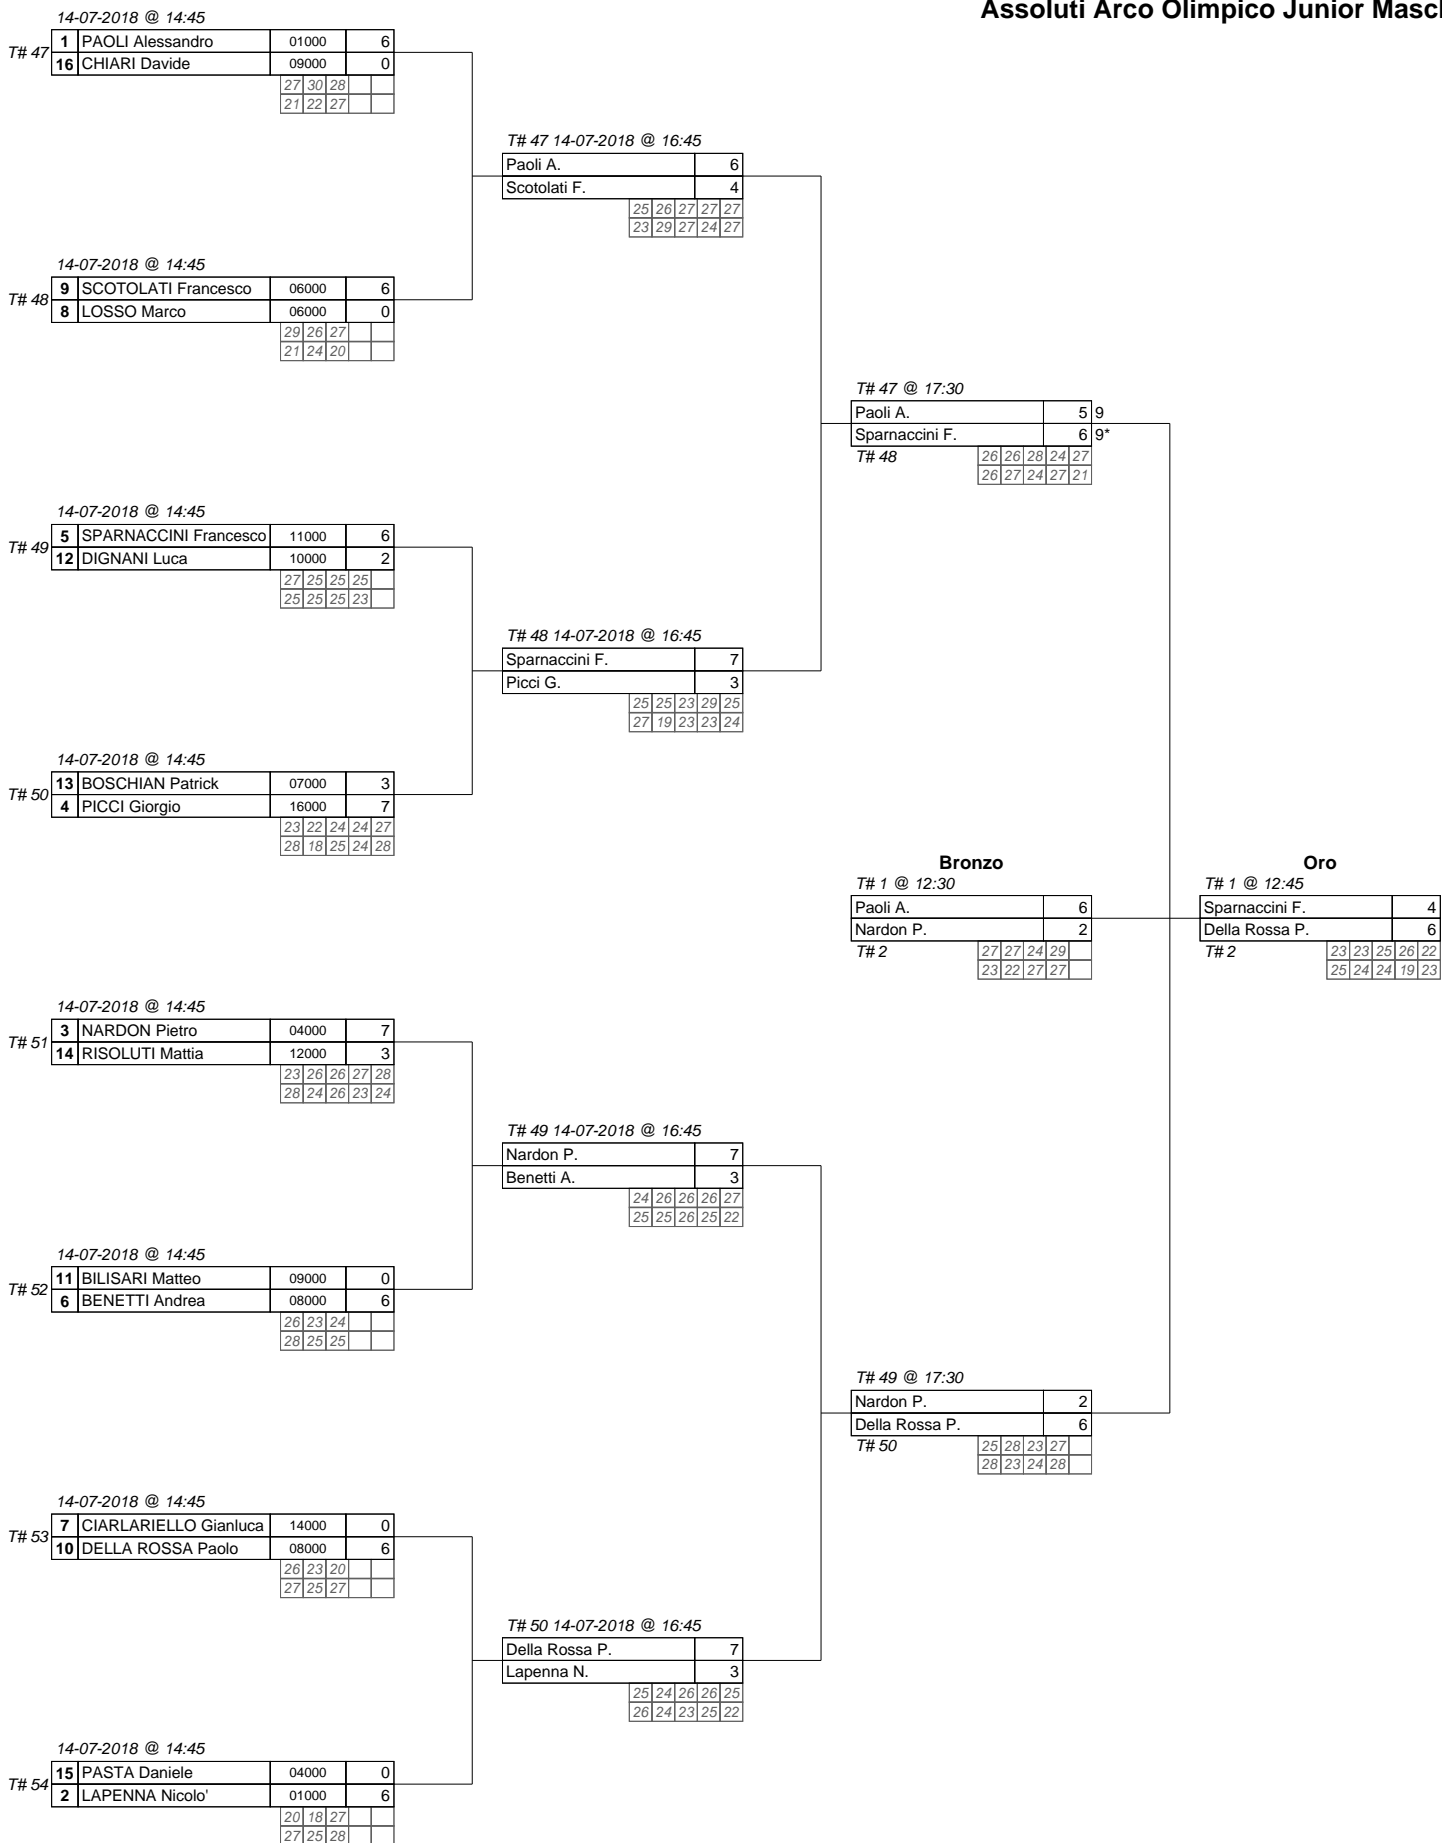 Assoluti Arco Olimpico Junior Masch
14-07-2018 @ 14:45
T# 47
1 PAOLI Alessandro 01000 6
16 CHIARI Davide 09000 0
27 30 28
21 22 27
T# 47 14-07-2018 @ 16:45
Paoli A. 6
Scotolati F. 4
25 26 27 27 27
23 29 27 24 27
14-07-2018 @ 14:45
T# 48
9 SCOTOLATI Francesco 06000 6
8 LOSSO Marco 06000 0
29 26 27
21 24 20
T# 47 @ 17:30
Paoli A. 5 9
Sparnaccini F. 6 9*
T# 48
26 26 28 24 27
26 27 24 27 21
14-07-2018 @ 14:45
T# 49
5 SPARNACCINI Francesco 11000 6
12 DIGNANI Luca 10000 2
27 25 25 25
25 25 25 23
T# 48 14-07-2018 @ 16:45
Sparnaccini F. 7
Picci G. 3
25 25 23 29 25
27 19 23 23 24
14-07-2018 @ 14:45
T# 50
13 BOSCHIAN Patrick 07000 3
4 PICCI Giorgio 16000 7
23 22 24 24 27
28 18 25 24 28
Bronzo
T# 1 @ 12:30
Paoli A. 6
Nardon P. 2
T# 2
27 27 24 29
23 22 27 27
Oro
T# 1 @ 12:45
Sparnaccini F. 4
Della Rossa P. 6
T# 2
23 23 25 26 22
25 24 24 19 23
14-07-2018 @ 14:45
T# 51
3 NARDON Pietro 04000 7
14 RISOLUTI Mattia 12000 3
23 26 26 27 28
28 24 26 23 24
T# 49 14-07-2018 @ 16:45
Nardon P. 7
Benetti A. 3
24 26 26 26 27
25 25 26 25 22
14-07-2018 @ 14:45
T# 52
11 BILISARI Matteo 09000 0
6 BENETTI Andrea 08000 6
26 23 24
28 25 25
T# 49 @ 17:30
Nardon P. 2
Della Rossa P. 6
T# 50
25 28 23 27
28 23 24 28
14-07-2018 @ 14:45
T# 53
7 CIARLARIELLO Gianluca 14000 0
10 DELLA ROSSA Paolo 08000 6
26 23 20
27 25 27
T# 50 14-07-2018 @ 16:45
Della Rossa P. 7
Lapenna N. 3
25 24 26 26 25
26 24 23 25 22
14-07-2018 @ 14:45
T# 54
15 PASTA Daniele 04000 0
2 LAPENNA Nicolo' 01000 6
20 18 27
27 25 28